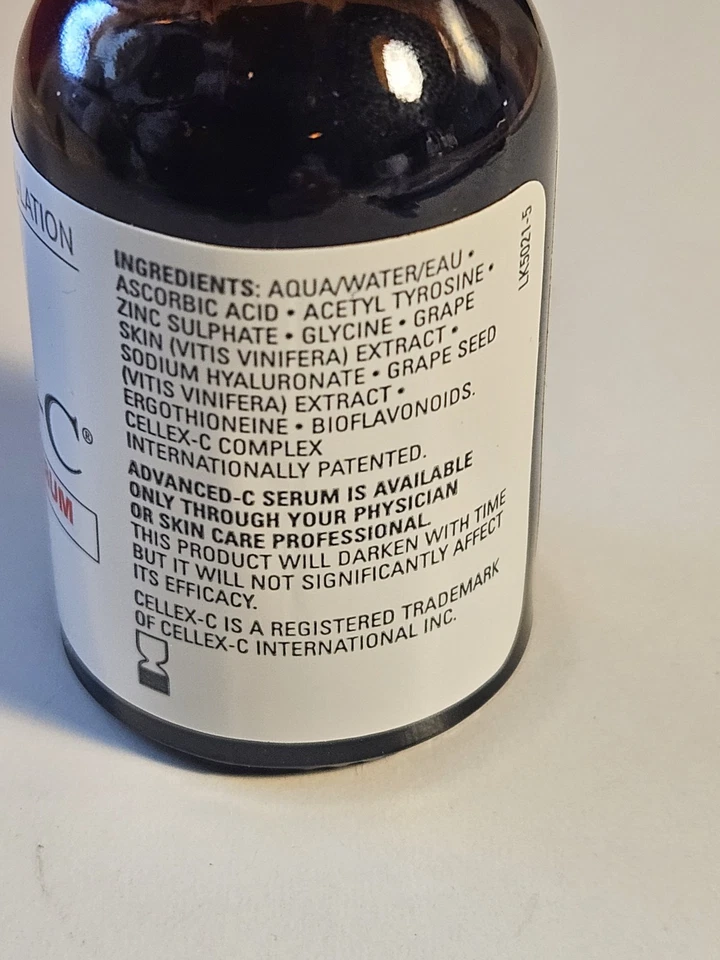 LATION
C®
UM
INGREDIENTS: AQUA/WATER/EAU •
ASCORBIC ACID • ACETYL TYROSINE •
ZINC SULPHATE • GLYCINE • GRAPE
SKIN (VITIS VINIFERA) EXTRACT •
SODIUM HYALURONATE • GRAPE SEED
(VITIS VINIFERA) EXTRACT •
ERGOTHIONEINE • BIOFLAVONOIDS.
CELLEX-C COMPLEX
INTERNATIONALLY PATENTED.
ADVANCED-C SERUM IS AVAILABLE
ONLY THROUGH YOUR PHYSICIAN
OR SKIN CARE PROFESSIONAL.
THIS PRODUCT WILL DARKEN WITH TIME
BUT IT WILL NOT SIGNIFICANTLY AFFECT
ITS EFFICACY.
CELLEX-C IS A REGISTERED TRADEMARK
OF CELLEX-C INTERNATIONAL INC.
LK5021-5